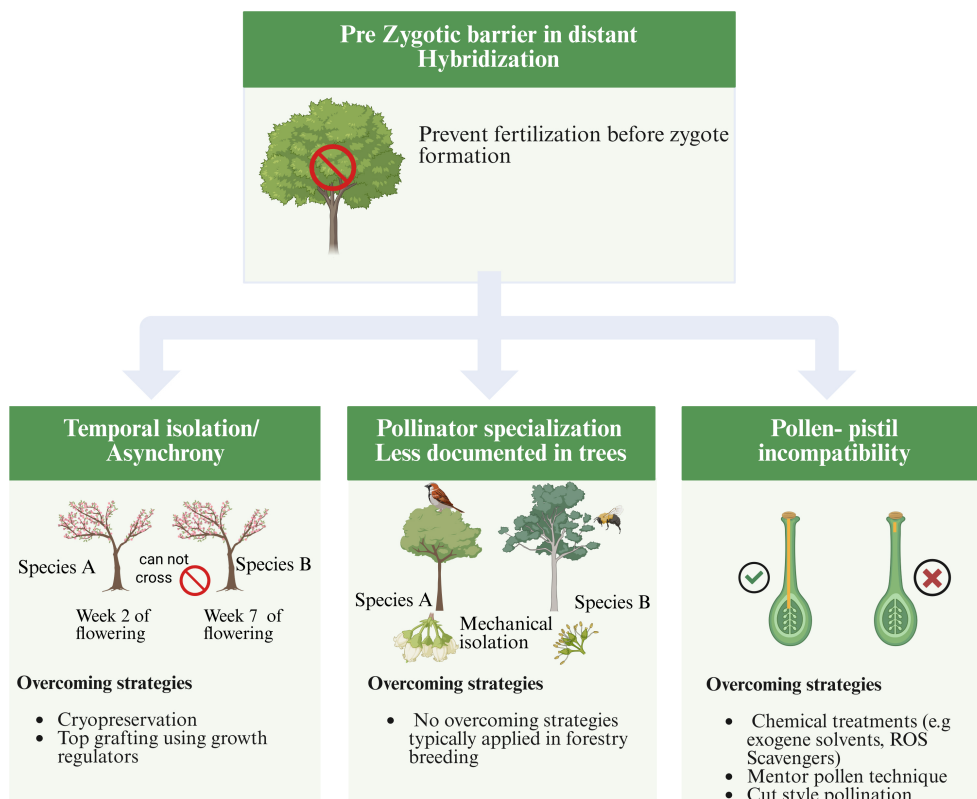 Pre Zygotic barrier in distant
Hybridization
Prevent fertilization before zygote
formation
Temporal isolation/
Asynchrony
Species A
can not
cross
Species B
Week 2 of
flowering
Week 7 of
flowering
Overcoming strategies
• Cryopreservation
• Top grafting using growth
regulators
Pollinator specialization
Less documented in trees
Species A
Species B
Mechanical
isolation
Overcoming strategies
• No overcoming strategies
typically applied in forestry
breeding
Pollen- pistil
incompatibility
Overcoming strategies
• Chemical treatments (e.g
exogene solvents, ROS
Scavengers)
• Mentor pollen technique
• Cut style pollination